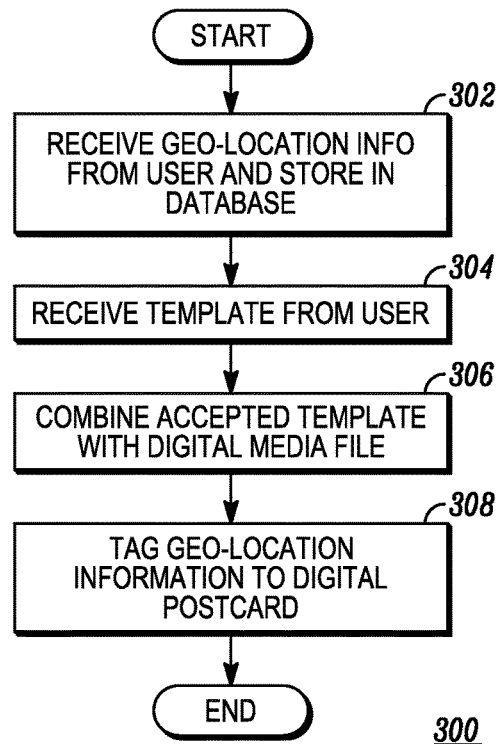 START
302
RECEIVE GEO-LOCATION INFO
FROM USER AND STORE IN
DATABASE
304
RECEIVE TEMPLATE FROM USER
306
COMBINE ACCEPTED TEMPLATE
WITH DIGITAL MEDIA FILE
308
TAG GEO-LOCATION
INFORMATION TO DIGITAL
POSTCARD
END
300